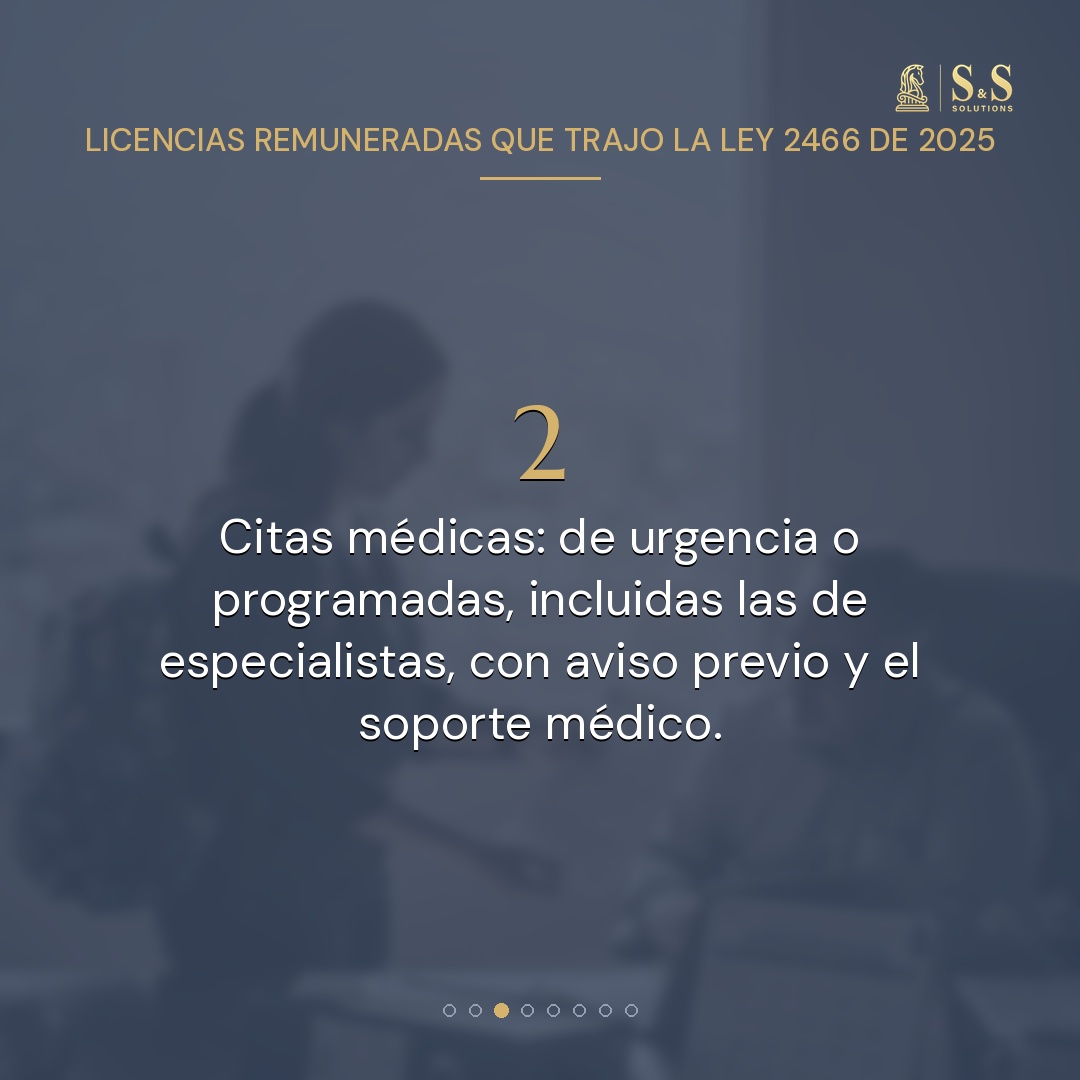 S&S
SOLUTIONS
LICENCIAS REMUNERADAS QUE TRAJO LA LEY 2466 DE 2025
2
Citas médicas: de urgencia o
programadas, incluidas las de
especialistas, con aviso previo y el
soporte médico.